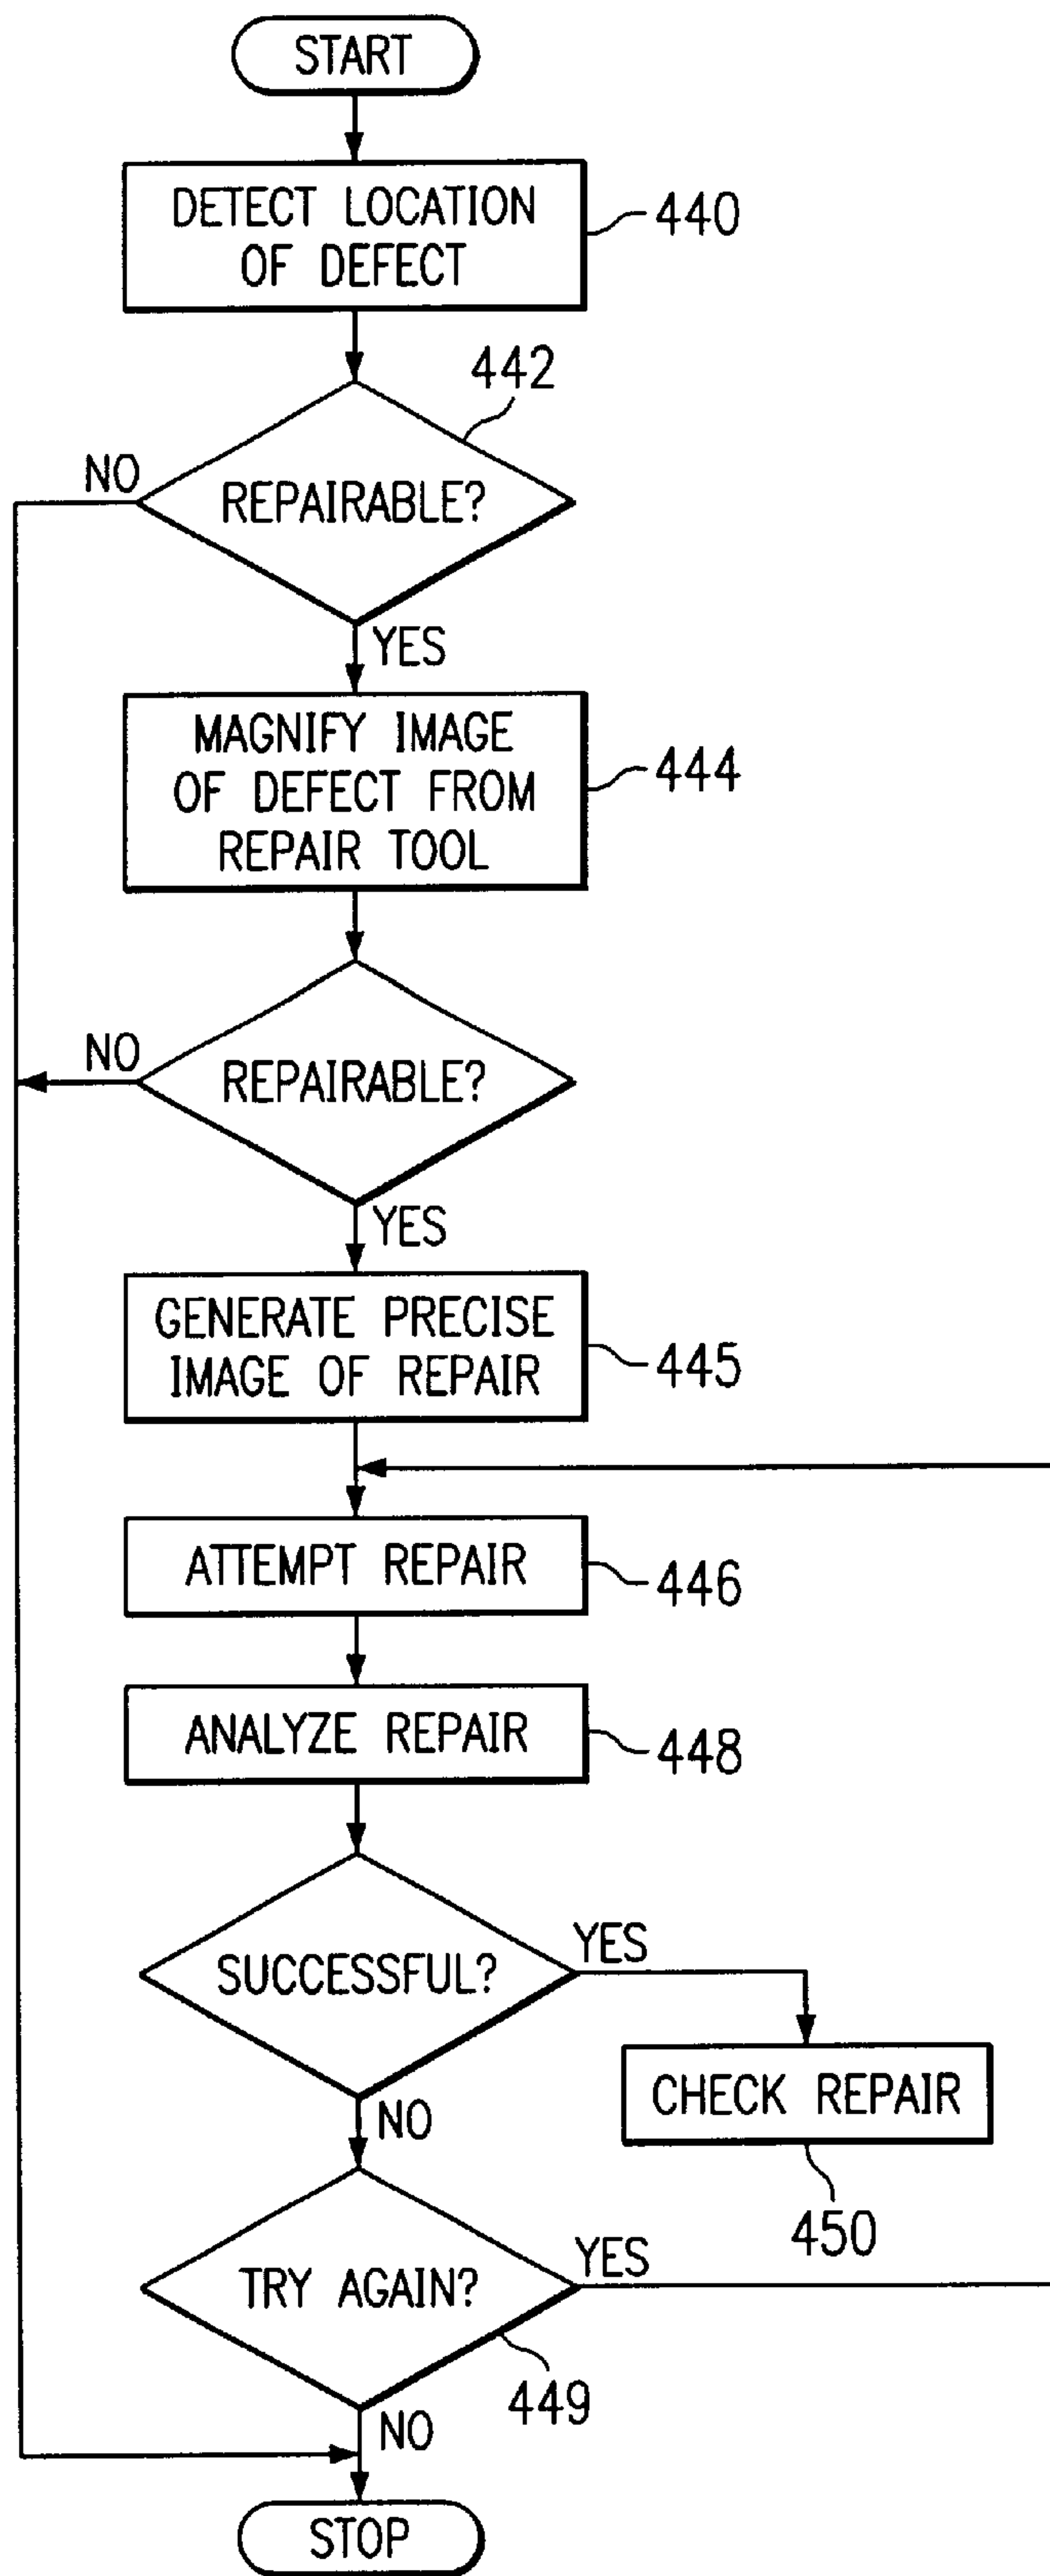 START
DETECT LOCATION
OF DEFECT
440
442
NO
REPAIRABLE?
YES
MAGNIFY IMAGE
OF DEFECT FROM
REPAIR TOOL
444
NO
REPAIRABLE?
YES
GENERATE PRECISE
IMAGE OF REPAIR
445
ATTEMPT REPAIR
446
ANALYZE REPAIR
448
SUCCESSFUL?
YES
CHECK REPAIR
450
NO
TRY AGAIN?
YES
449
NO
STOP